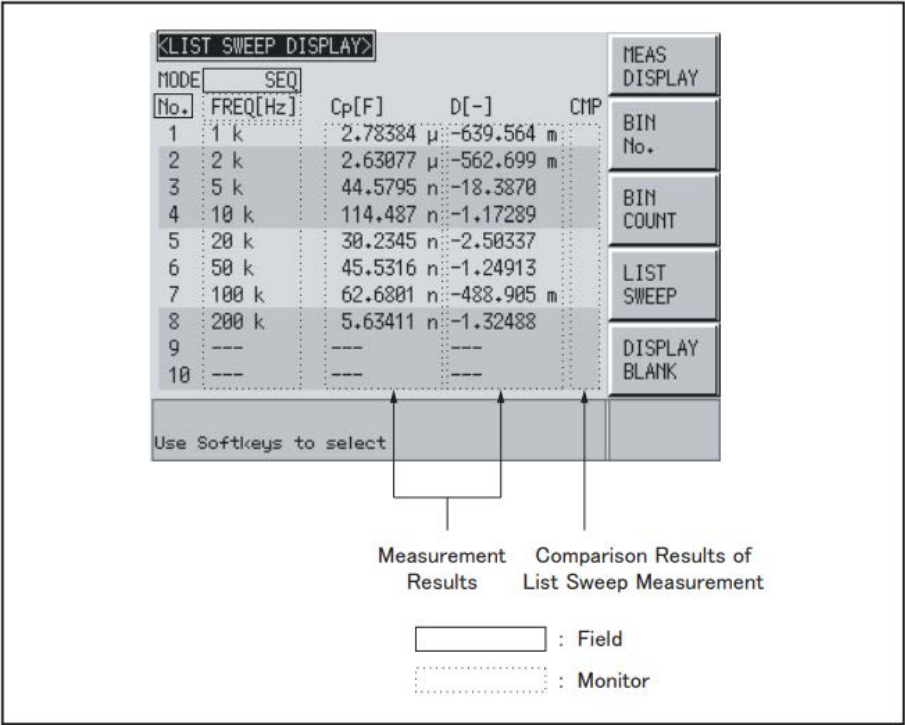 <LIST SWEEP DISPLAY>
MODE SEQ
No. FREQ[Hz] Cp[F] D[-] CMP
1 1 k 2.78384 μ -639.564 m
2 2 k 2.63077 μ -562.699 m
3 5 k 44.5795 n -18.3870
4 10 k 114.487 n -1.17289
5 20 k 30.2345 n -2.50337
6 50 k 45.5316 n -1.24913
7 100 k 62.6801 n -488.905 m
8 200 k 5.63411 n -1.32488
9 --- --- ---
10 --- --- ---
Use Softkeys to select
MEAS
DISPLAY
BIN
No.
BIN
COUNT
LIST
SWEEP
DISPLAY
BLANK
Measurement
Results
Comparison Results of
List Sweep Measurement
: Field
: Monitor